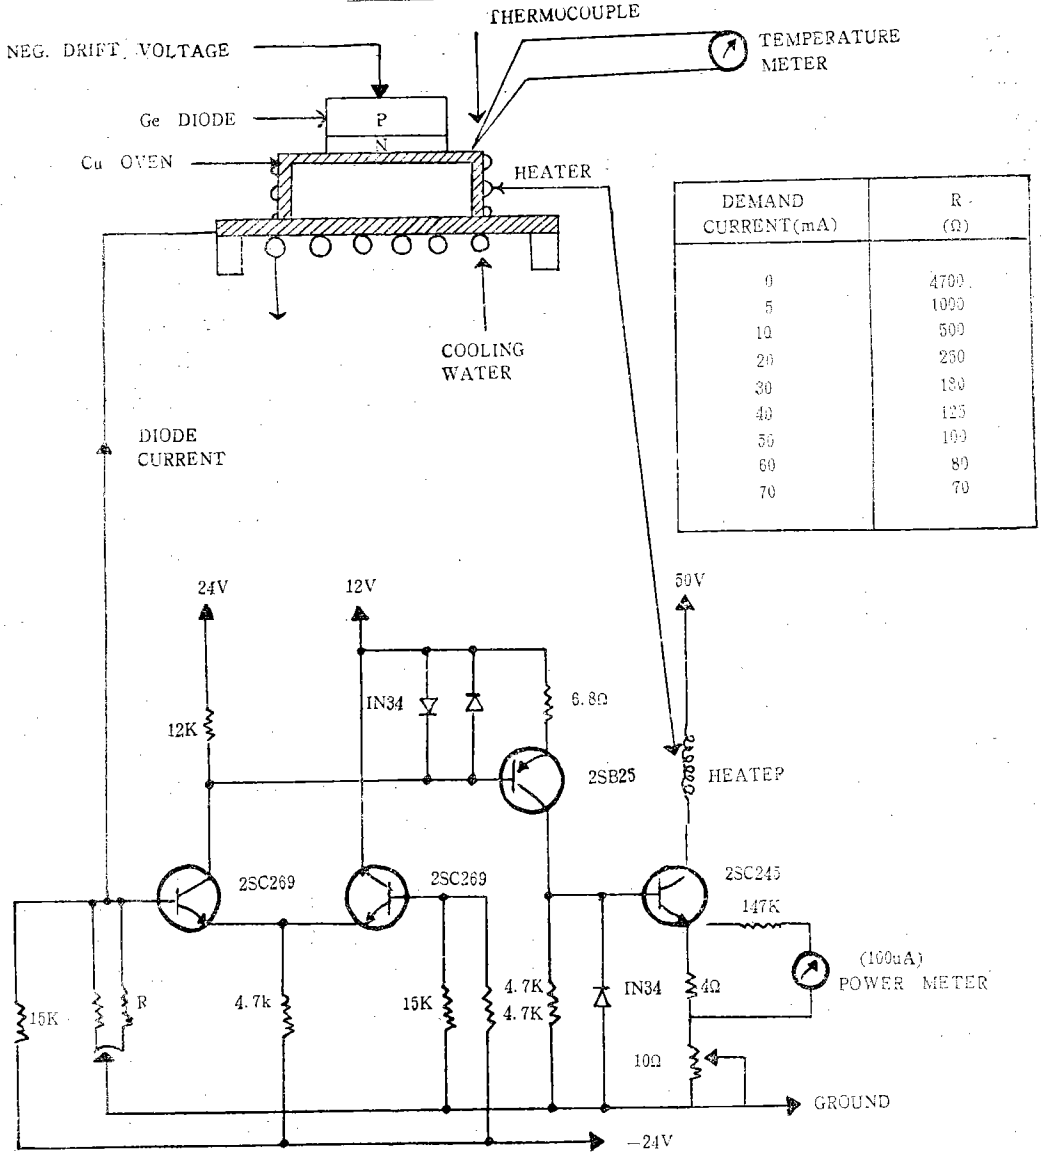 THERMOCOUPLE
NEG. DRIFT VOLTAGE
TEMPERATURE
METER
Ge DIODE
P
N
Cu OVEN
HEATER
DEMAND
CURRENT(mA)
R
(Ω)
0 4700
5 1000
10 500
20 250
30 180
40 125
50 100
60 80
70 70
COOLING
WATER
DIODE
CURRENT
24V
12V
50V
IN34
6.8Ω
12K
2SB25
HEATER
2SC269
2SC269
2SC245
147K
(100uA)
POWER METER
15K
R
4.7k
15K
4.7K
4.7K
IN34
4Ω
10Ω
GROUND
-24V